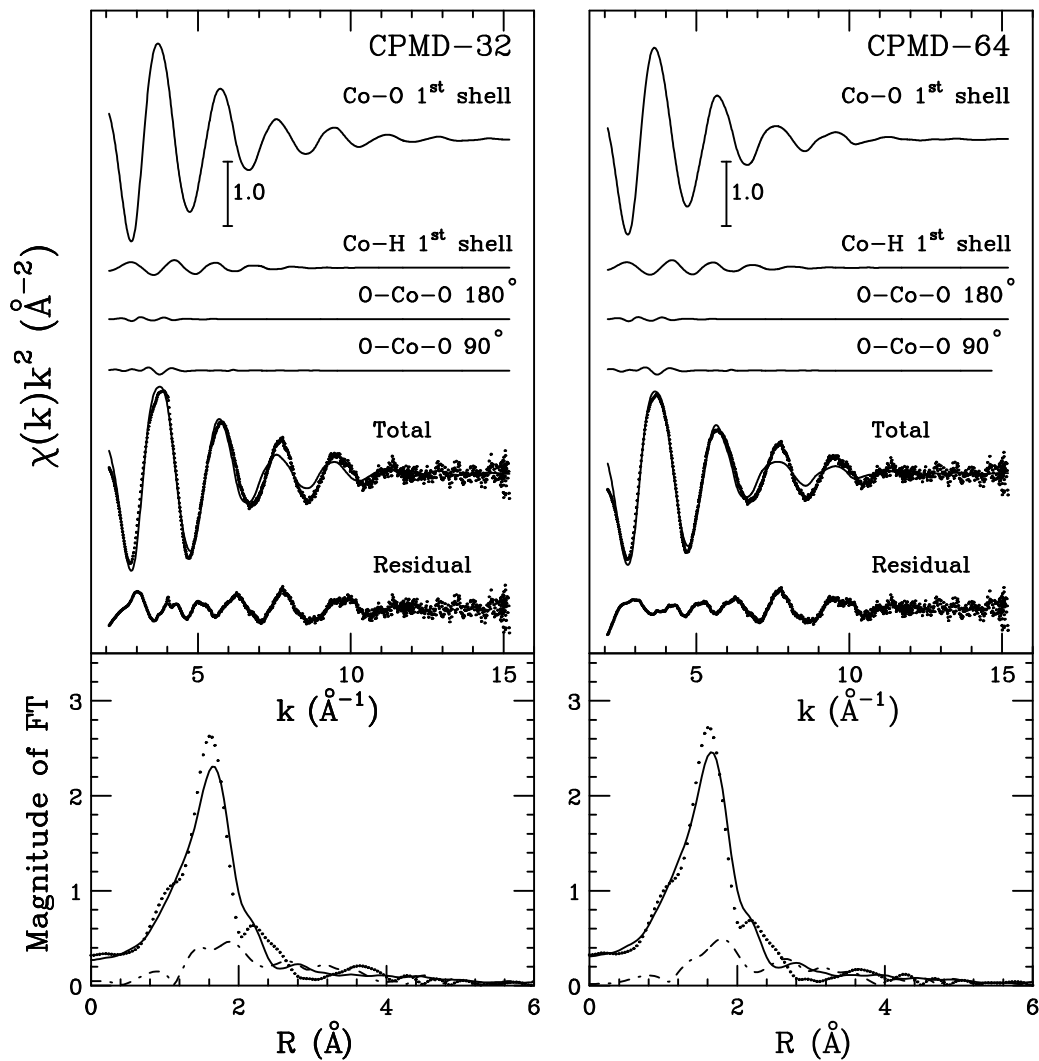 CPMD-32
Co-O 1st shell
1.0
Co-H 1st shell
O-Co-O 180°
O-Co-O 90°
Total
Residual
χ(k)k² (Å⁻²)
5 10 15
k (Å⁻¹)
CPMD-64
Co-O 1st shell
1.0
Co-H 1st shell
O-Co-O 180°
O-Co-O 90°
Total
Residual
5 10 15
k (Å⁻¹)
Magnitude of FT
3
2
1
0
0 2 4 6
R (Å)
3
2
1
0
0 2 4 6
R (Å)